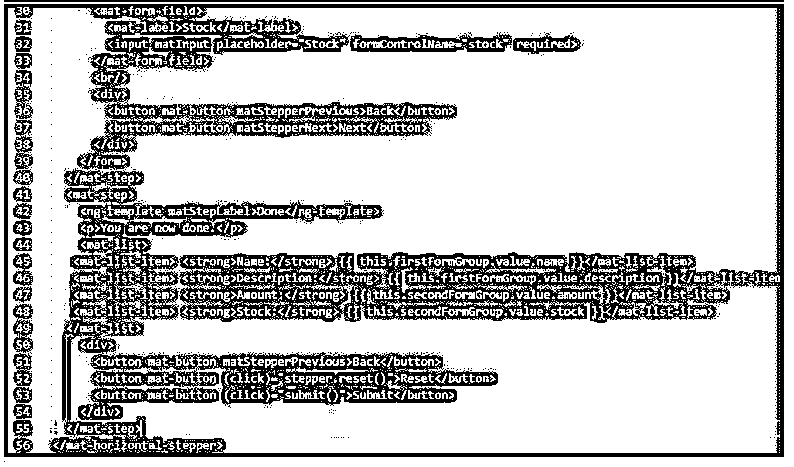 30 <mat-form-field>
31 <mat-label>Stock</mat-label>
32 <input matInput placeholder="Stock" formControlName="stock" required>
33 </mat-form-field>
34 <br/>
35 <div>
36 <button mat-button matStepperPrevious>Back</button>
37 <button mat-button matStepperNext>Next</button>
38 </div>
39 </form>
40 </mat-step>
41 <mat-step>
42 <ng-template matStepLabel>Done</ng-template>
43 <p>You are now done.</p>
44 <mat-list>
45 <mat-list-item> <strong>Name:</strong> {{ this.firstFormGroup.value.name }}</mat-list-item>
46 <mat-list-item> <strong>Description:</strong> {{ this.firstFormGroup.value.description }}</mat-list-item
47 <mat-list-item> <strong>Amount:</strong> {{ this.secondFormGroup.value.amount}}</mat-list-item>
48 <mat-list-item> <strong>Stock:</strong> {{ this.secondFormGroup.value.stock }}</mat-list-item>
49 </mat-list>
50 <div>
51 <button mat-button matStepperPrevious>Back</button>
52 <button mat-button (click)="stepper.reset()">Reset</button>
53 <button mat-button (click)="submit()">Submit</button>
54 </div>
55 </mat-step>
56 </mat-horizontal-stepper>